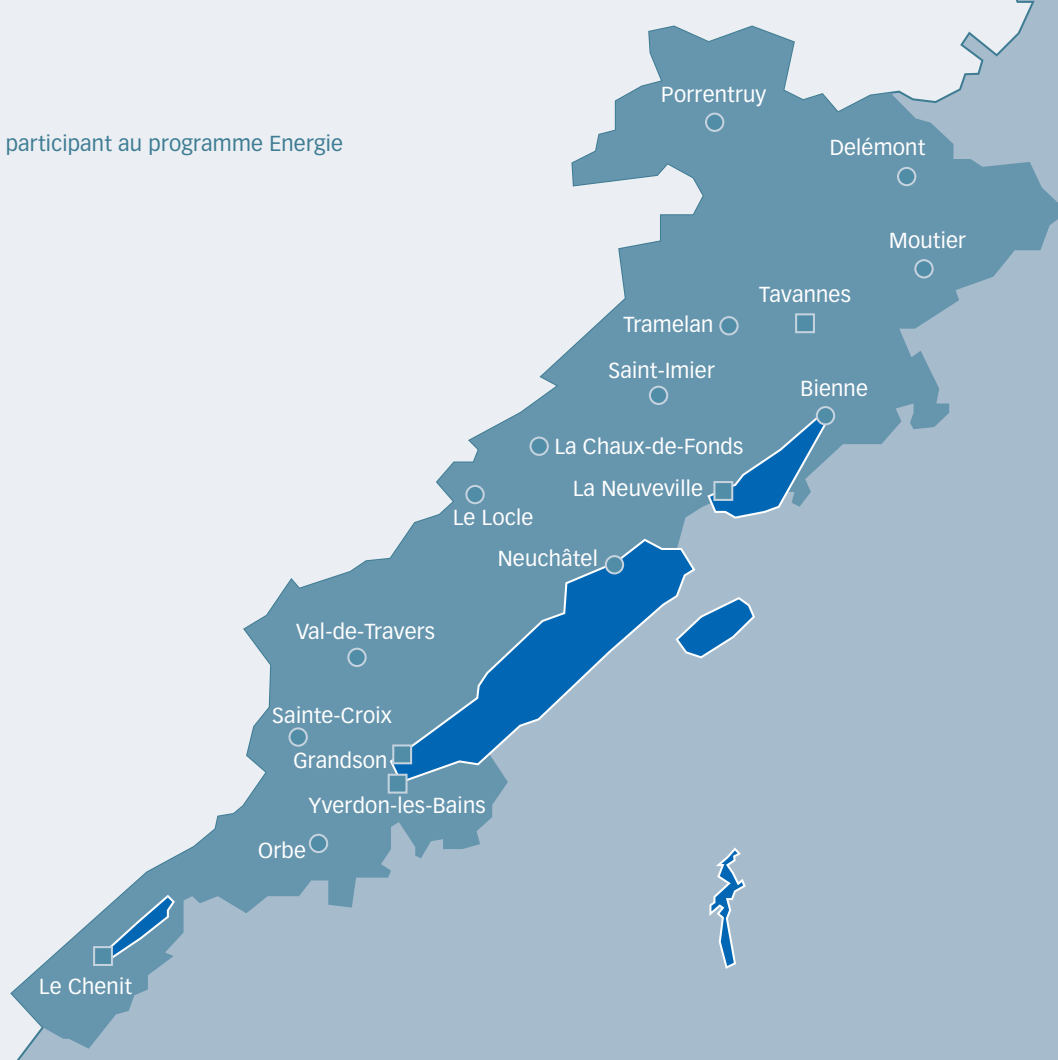 Porrentruy
participant au programme Energie
Delémont
Moutier
Tavannes
Tramelan
Saint-Imier
Bienne
La Chaux-de-Fonds
La Neuveville
Le Locle
Neuchâtel
Val-de-Travers
Sainte-Croix
Grandson
Yverdon-les-Bains
Orbe
Le Chenit